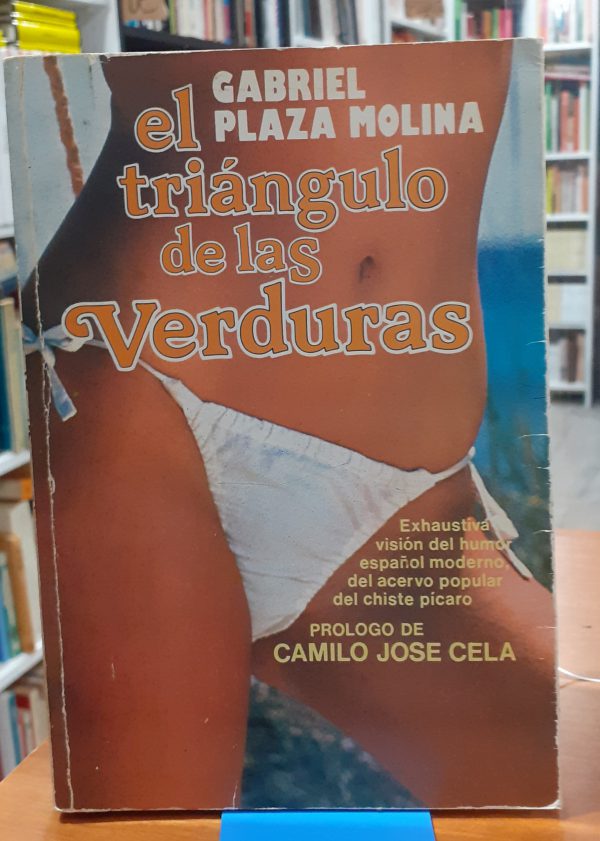 GABRIEL
PLAZA MOLINA
el
triángulo
de las
Verduras
Exhaustiva
visión del humor
español moderno,
del acervo popular
del chiste pícaro
PROLOGO DE
CAMILO JOSE CELA